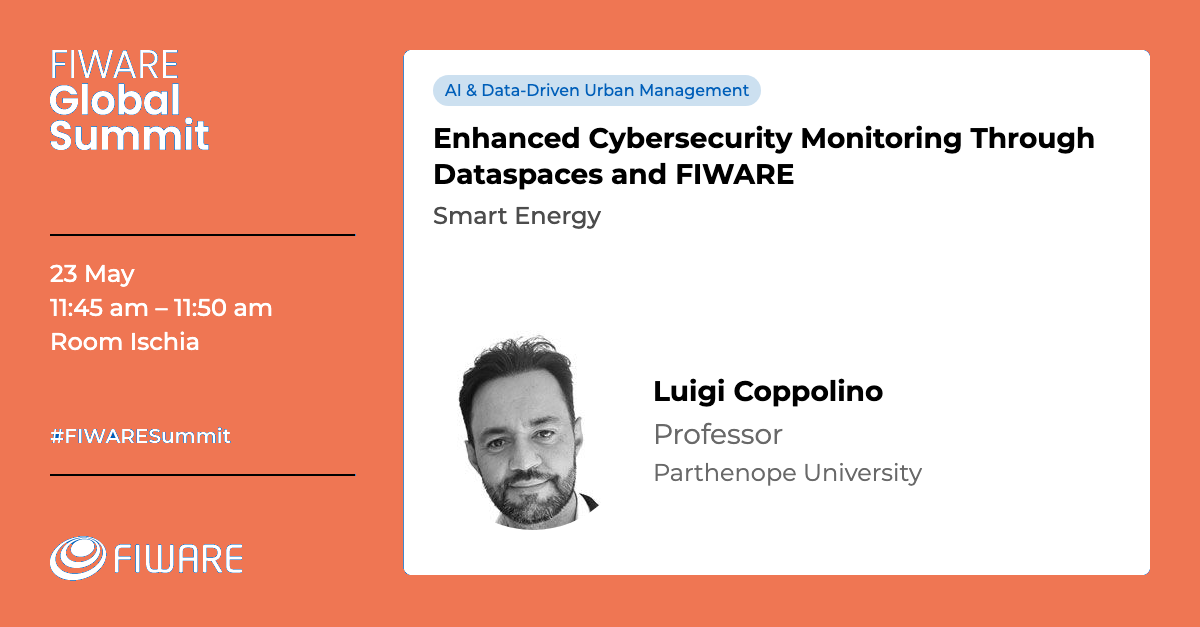 FIWARE
Global
Summit
23 May
11:45 am – 11:50 am
Room Ischia
#FIWARESummit
FIWARE
AI & Data-Driven Urban Management
Enhanced Cybersecurity Monitoring Through
Dataspaces and FIWARE
Smart Energy
Luigi Coppolino
Professor
Parthenope University